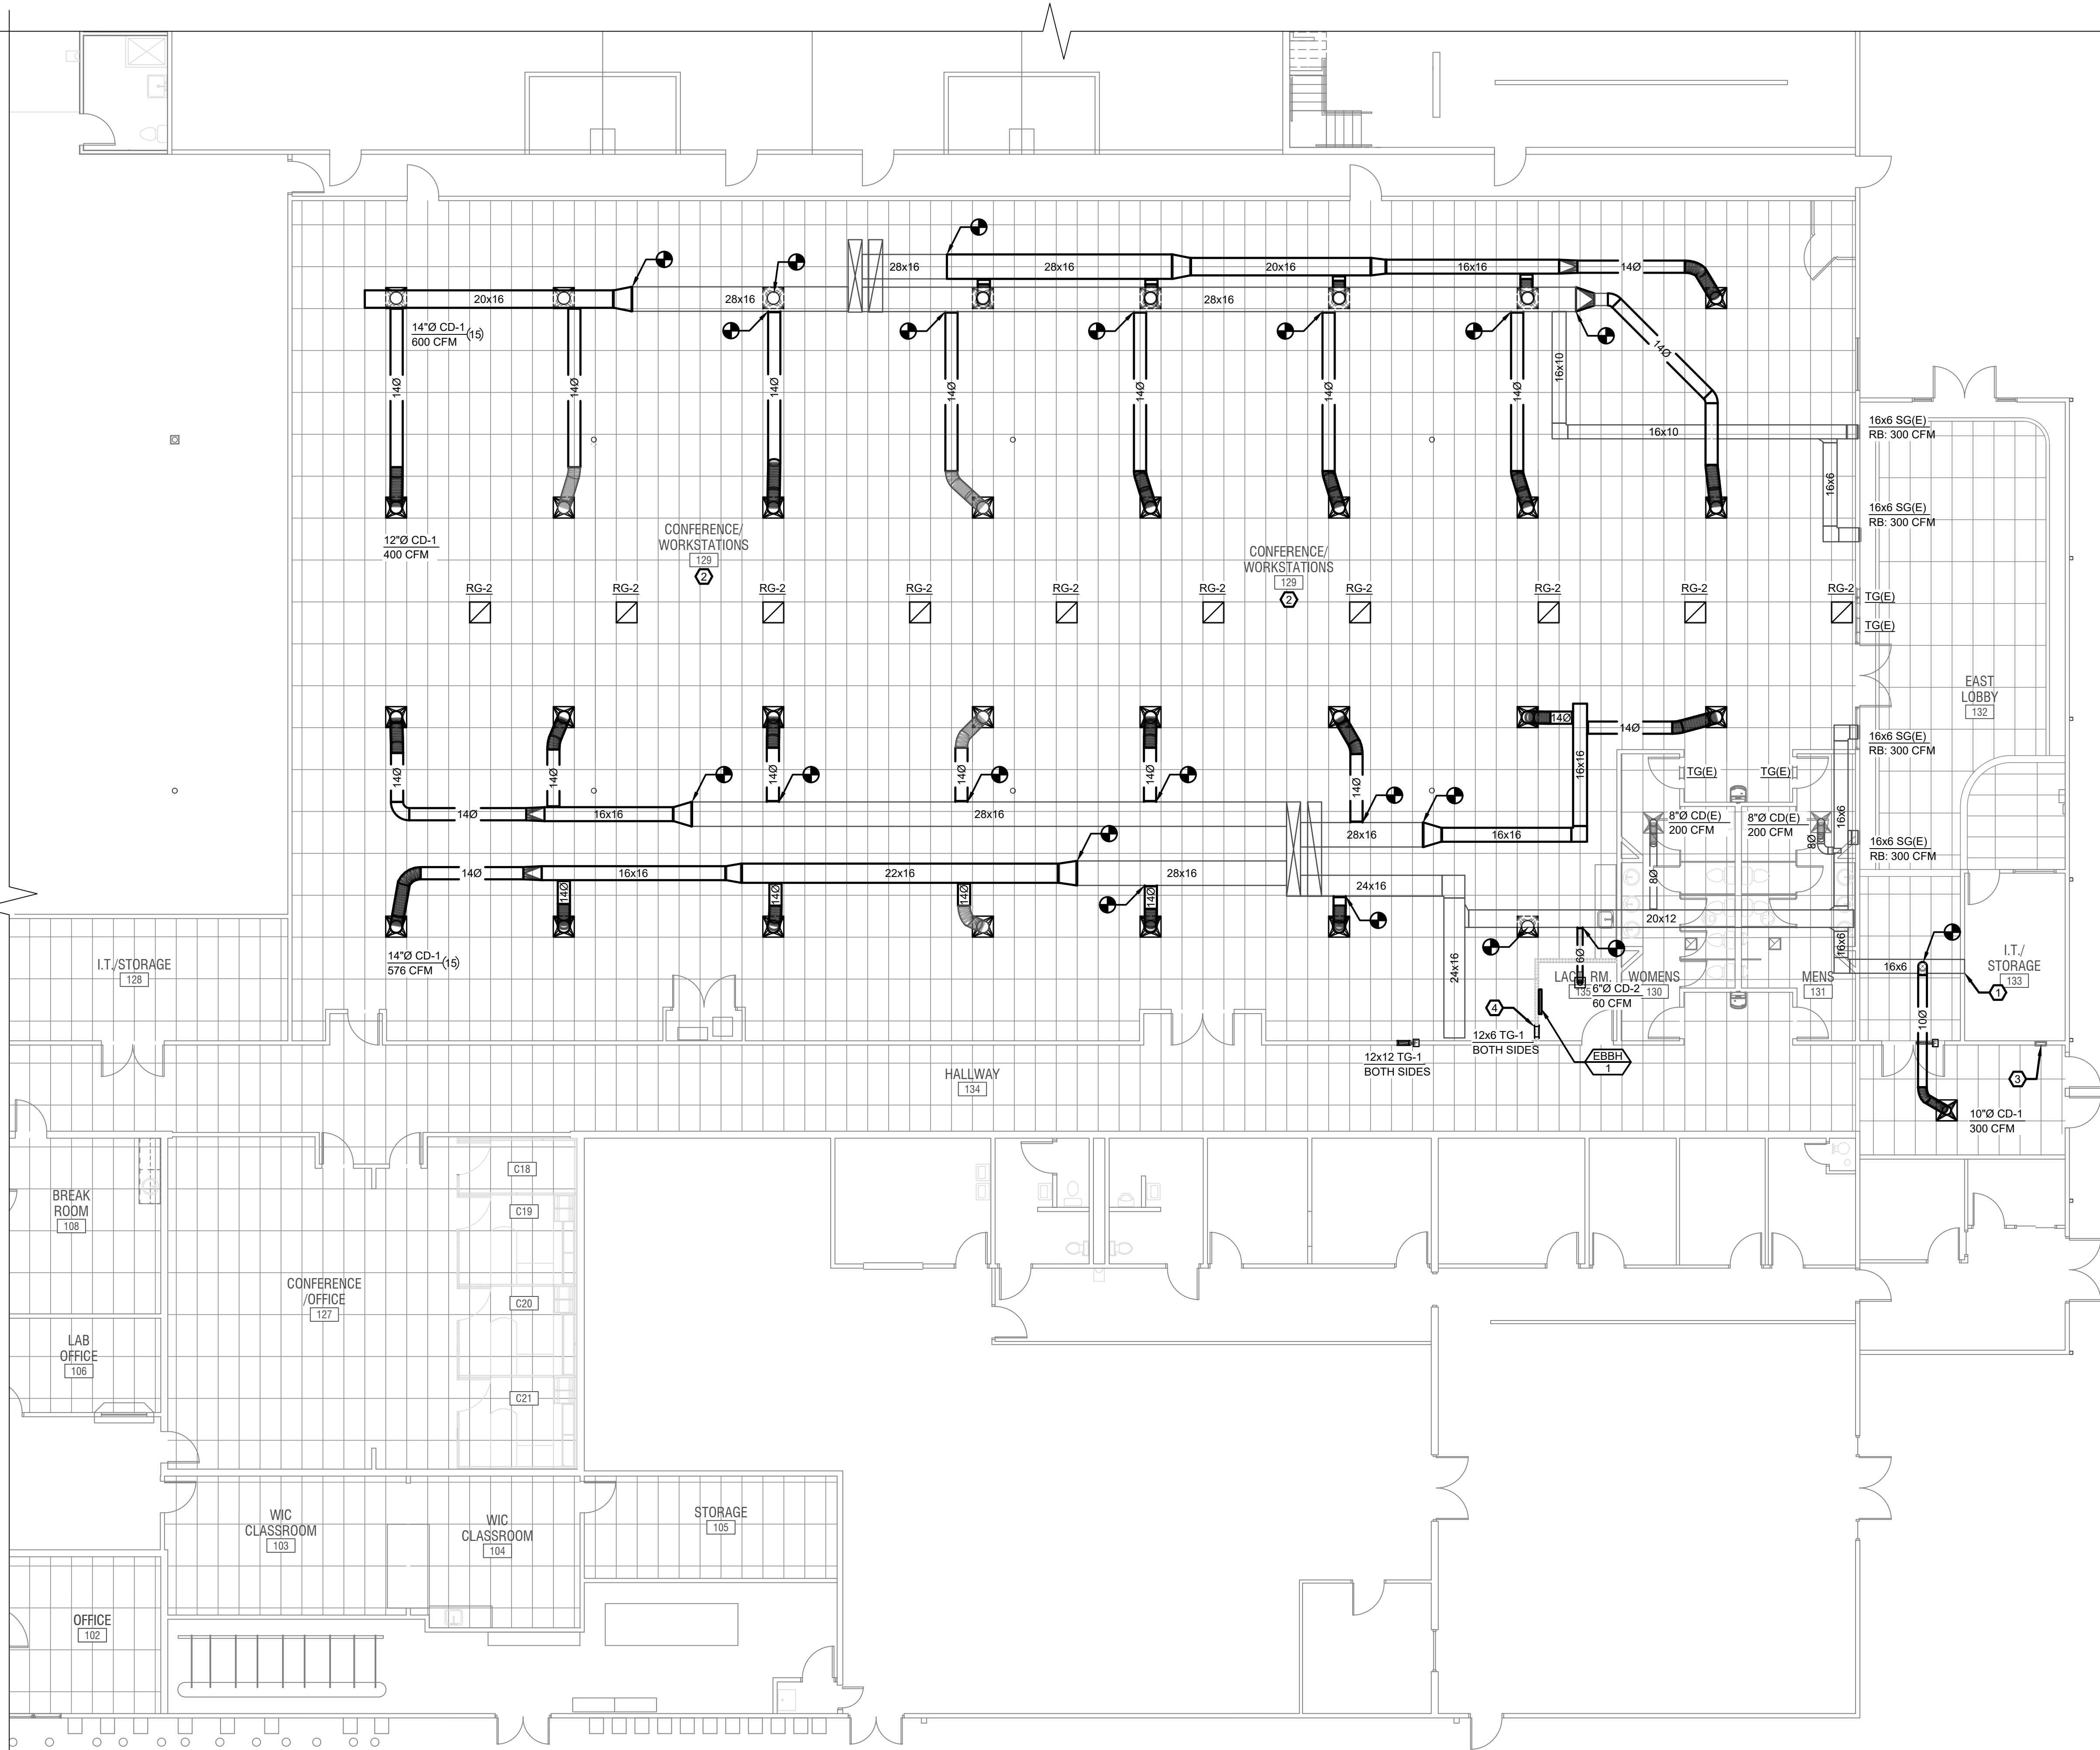 28x16
28x16
20x16
16x16
14Ø
20x16
28x16
28x16
14"Ø CD-1 (15)
600 CFM
14Ø
14Ø
14Ø
14Ø
14Ø
14Ø
14Ø
14Ø
16x10
16x10
16x6
16x6 SG(E)
RB: 300 CFM
16x6 SG(E)
RB: 300 CFM
12"Ø CD-1
400 CFM
CONFERENCE/
WORKSTATIONS
129
2
CONFERENCE/
WORKSTATIONS
129
2
RG-2
RG-2
RG-2
RG-2
RG-2
RG-2
RG-2
RG-2
RG-2
RG-2
TG(E)
TG(E)
EAST
LOBBY
132
14Ø
14Ø
16x6 SG(E)
RB: 300 CFM
14Ø
14Ø
14Ø
14Ø
14Ø
14Ø
16x16
TG(E)
TG(E)
14Ø
16x16
28x16
28x16
16x16
8"Ø CD(E)
200 CFM
8"Ø CD(E)
200 CFM
16x6
8Ø
16x6 SG(E)
RB: 300 CFM
14Ø
16x16
22x16
28x16
24x16
8Ø
14Ø
14Ø
14Ø
14Ø
20x12
14"Ø CD-1 (15)
576 CFM
24x16
6Ø
16x6
16x6
I.T./STORAGE
128
LACT. RM.
135
WOMENS
130
MENS
131
I.T./
STORAGE
133
1
6"Ø CD-2
60 CFM
4
12x6 TG-1
BOTH SIDES
12x12 TG-1
BOTH SIDES
EBBH
1
10Ø
3
HALLWAY
134
10"Ø CD-1
300 CFM
C18
C19
C20
C21
BREAK
ROOM
108
CONFERENCE
/OFFICE
127
LAB
OFFICE
106
WIC
CLASSROOM
103
WIC
CLASSROOM
104
STORAGE
105
OFFICE
102